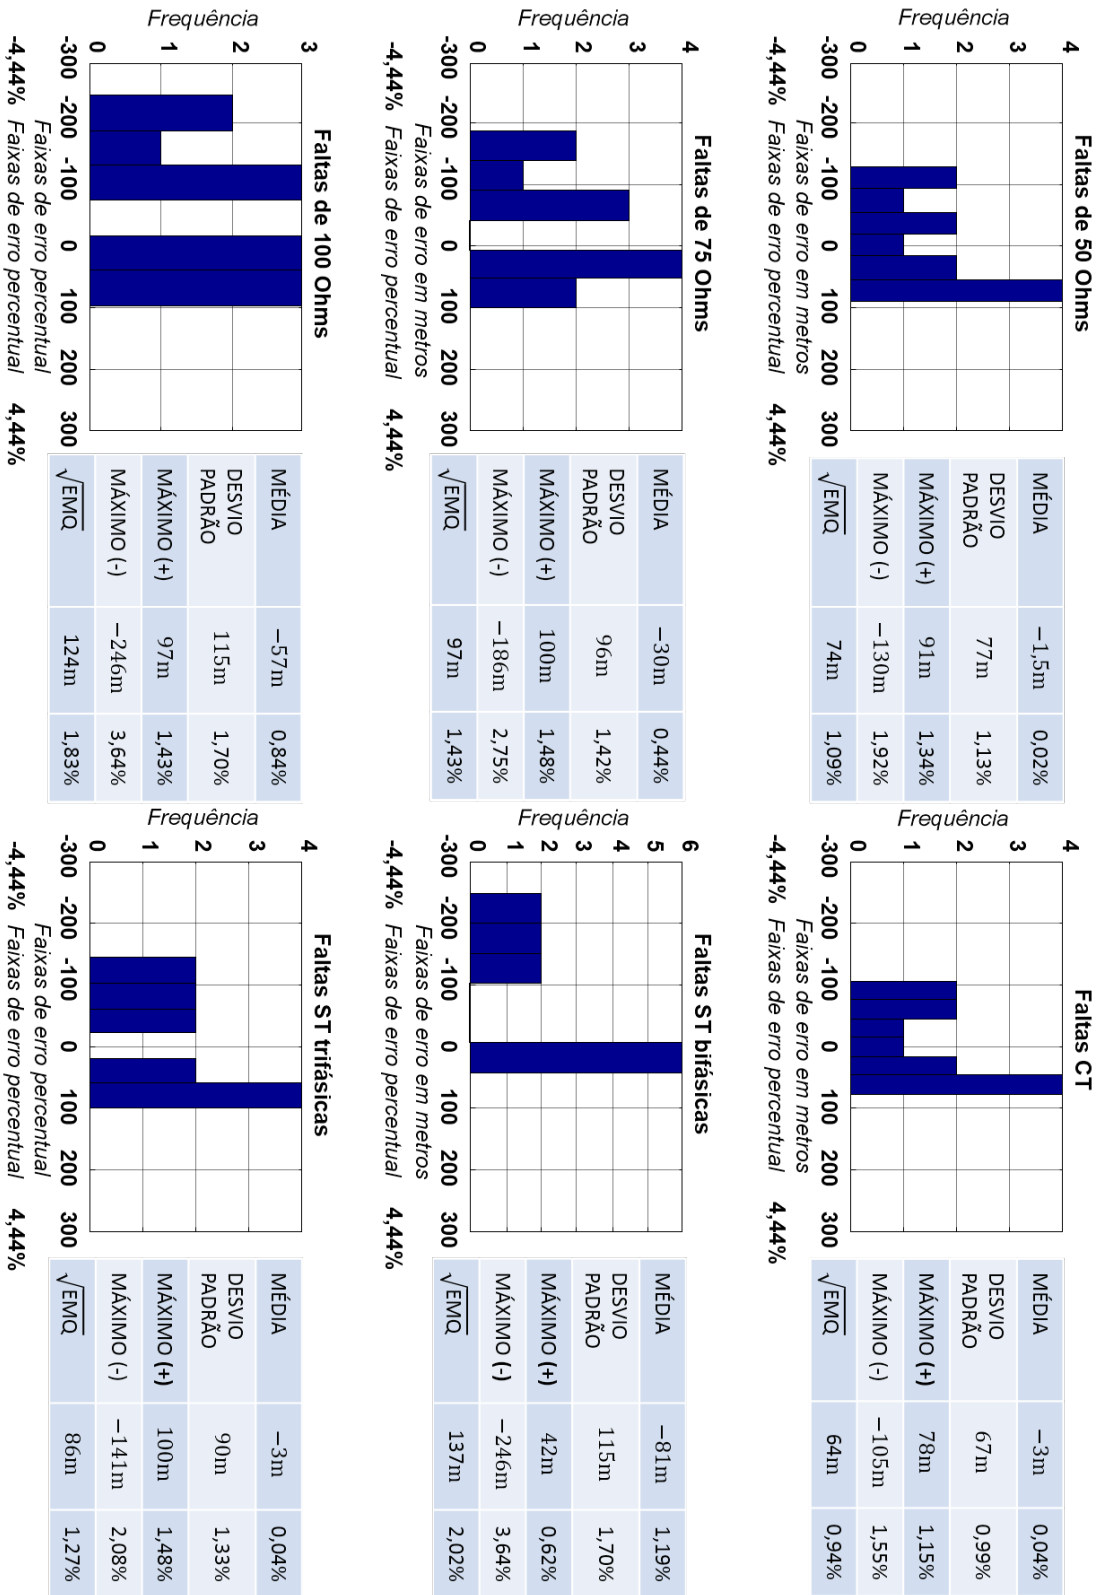 Faltas de 50 Ohms
Frequência
4
3
2
1
0
-300 -200 -100 0 100 200 300
Faixas de erro em metros
-4,44% Faixas de erro percentual 4,44%
MÉDIA −1,5m 0,02%
DESVIO PADRÃO 77m 1,13%
MÁXIMO (+) 91m 1,34%
MÁXIMO (-) −130m 1,92%
√EMQ 74m 1,09%
Faltas CT
Frequência
4
3
2
1
0
-300 -200 -100 0 100 200 300
Faixas de erro em metros
-4,44% Faixas de erro percentual 4,44%
MÉDIA −3m 0,04%
DESVIO PADRÃO 67m 0,99%
MÁXIMO (+) 78m 1,15%
MÁXIMO (-) −105m 1,55%
√EMQ 64m 0,94%
Faltas de 75 Ohms
Frequência
4
3
2
1
0
-300 -200 -100 0 100 200 300
Faixas de erro em metros
-4,44% Faixas de erro percentual 4,44%
MÉDIA −30m 0,44%
DESVIO PADRÃO 96m 1,42%
MÁXIMO (+) 100m 1,48%
MÁXIMO (-) −186m 2,75%
√EMQ 97m 1,43%
Faltas ST bifásicas
Frequência
6
5
4
3
2
1
0
-300 -200 -100 0 100 200 300
Faixas de erro em metros
-4,44% Faixas de erro percentual 4,44%
MÉDIA −81m 1,19%
DESVIO PADRÃO 115m 1,70%
MÁXIMO (+) 42m 0,62%
MÁXIMO (-) −246m 3,64%
√EMQ 137m 2,02%
Faltas de 100 Ohms
Frequência
3
2
1
0
-300 -200 -100 0 100 200 300
Faixas de erro percentual
-4,44% Faixas de erro percentual 4,44%
MÉDIA −57m 0,84%
DESVIO PADRÃO 115m 1,70%
MÁXIMO (+) 97m 1,43%
MÁXIMO (-) −246m 3,64%
√EMQ 124m 1,83%
Faltas ST trifásicas
Frequência
4
3
2
1
0
-300 -200 -100 0 100 200 300
Faixas de erro percentual
-4,44% Faixas de erro percentual 4,44%
MÉDIA −3m 0,04%
DESVIO PADRÃO 90m 1,33%
MÁXIMO (+) 100m 1,48%
MÁXIMO (-) −141m 2,08%
√EMQ 86m 1,27%